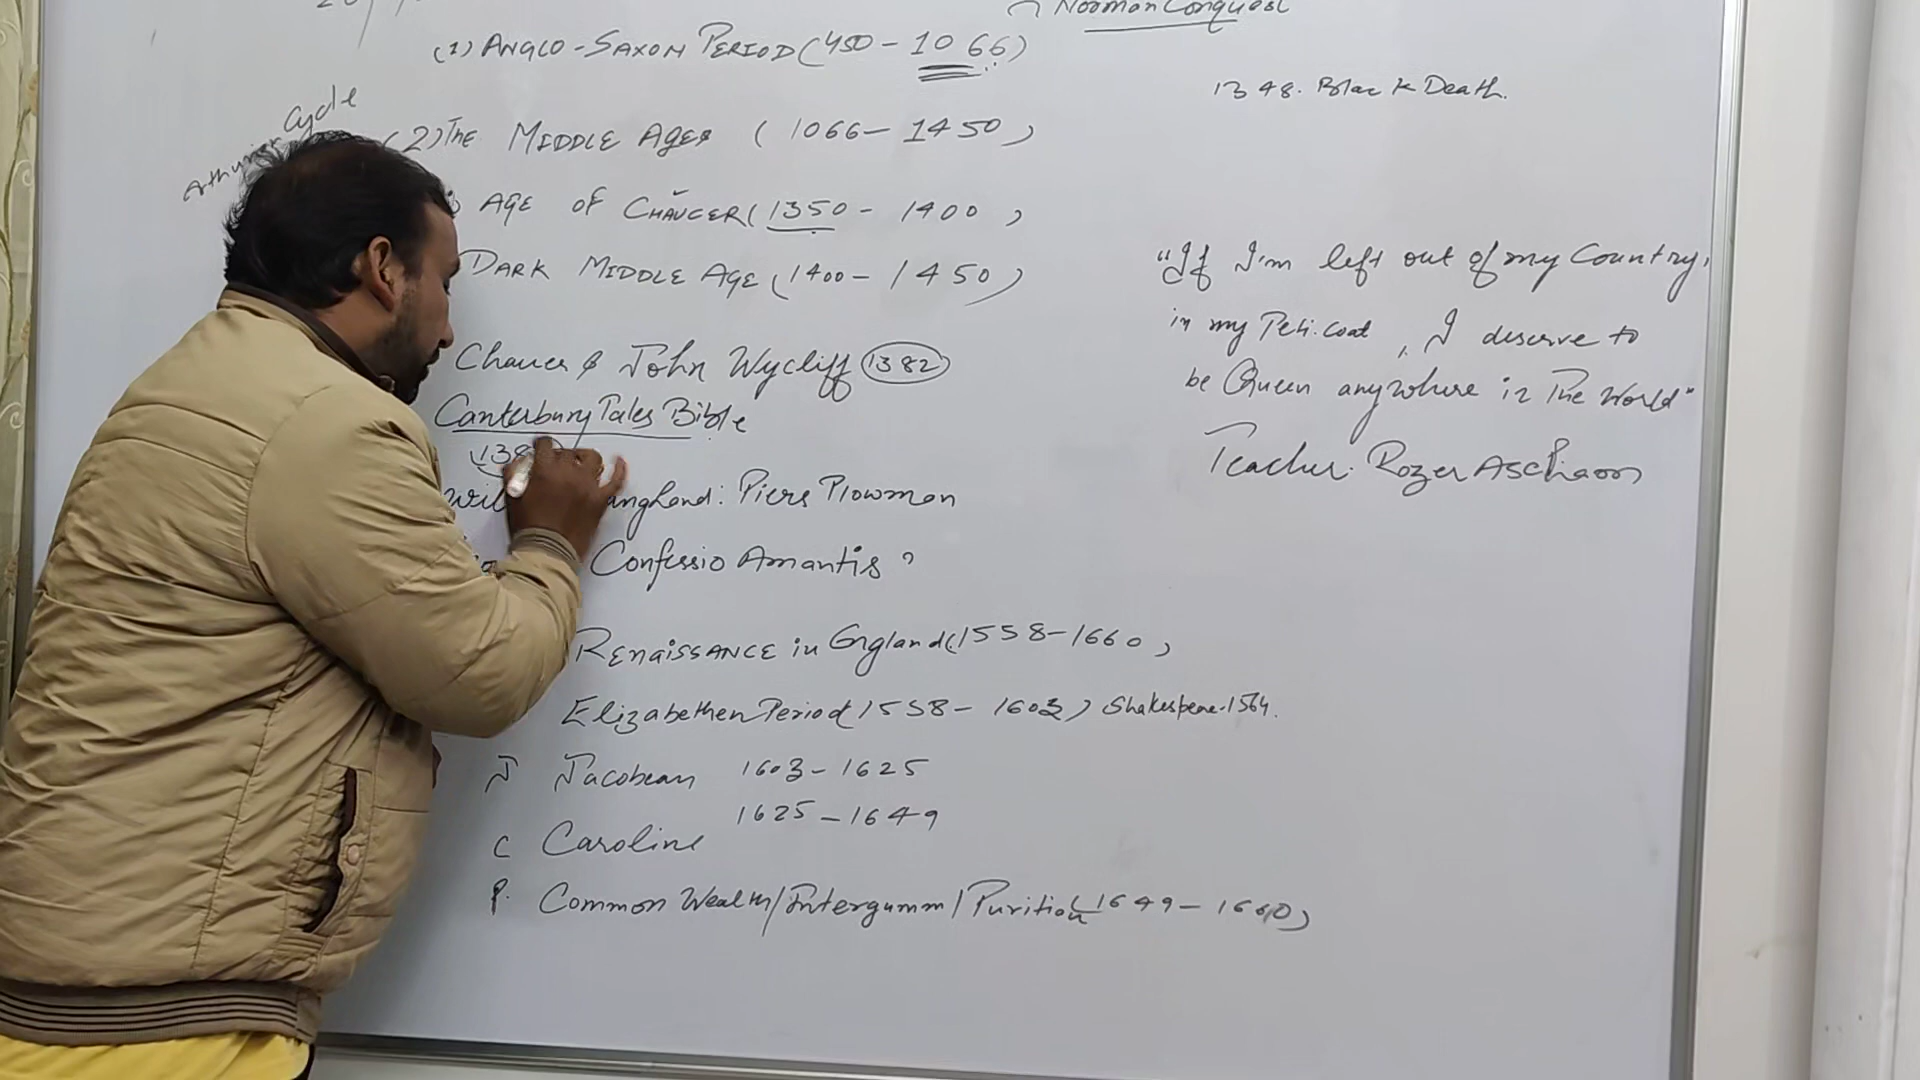 Norman Conquest
(1) ANGLO-SAXON PERIOD (450-1066)
1348. Black Death.
Arthurian Cycle
(2) The MIDDLE AGES (1066-1450)
AGE OF CHAUCER (1350-1400)
DARK MIDDLE AGE (1400-1450)
Chaucer & John Wycliff 1382
Canterbury Tales Bible
138
Wil angland: Piers Plowman
Confessio Amantis
RENAISSANCE in England (1558-1660)
Elizabethen Period (1558-1603) Shakespeare-1564.
J Jacobean 1603-1625
C Caroline 1625-1649
P. Common Wealth/Intergumm/Purition (1649-1660)
"If I'm left out of my Country,
in my Peti-coat, I deserve to
be Queen anywhere in The World"
Teacher: Rozer Ascham